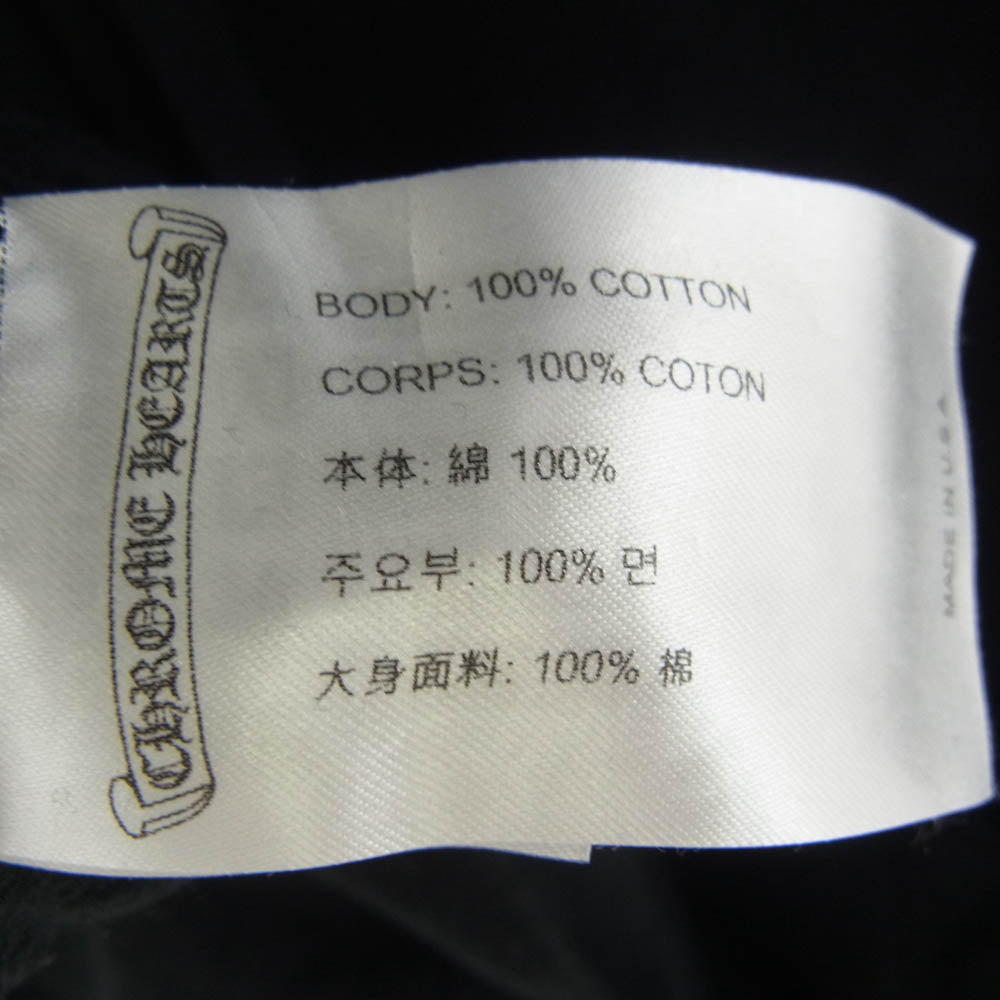 CHROME HEARTS
BODY: 100% COTTON
CORPS: 100% COTON
本体: 綿 100%
주요부: 100% 면
大身面料: 100% 棉
MADE IN U.S.A